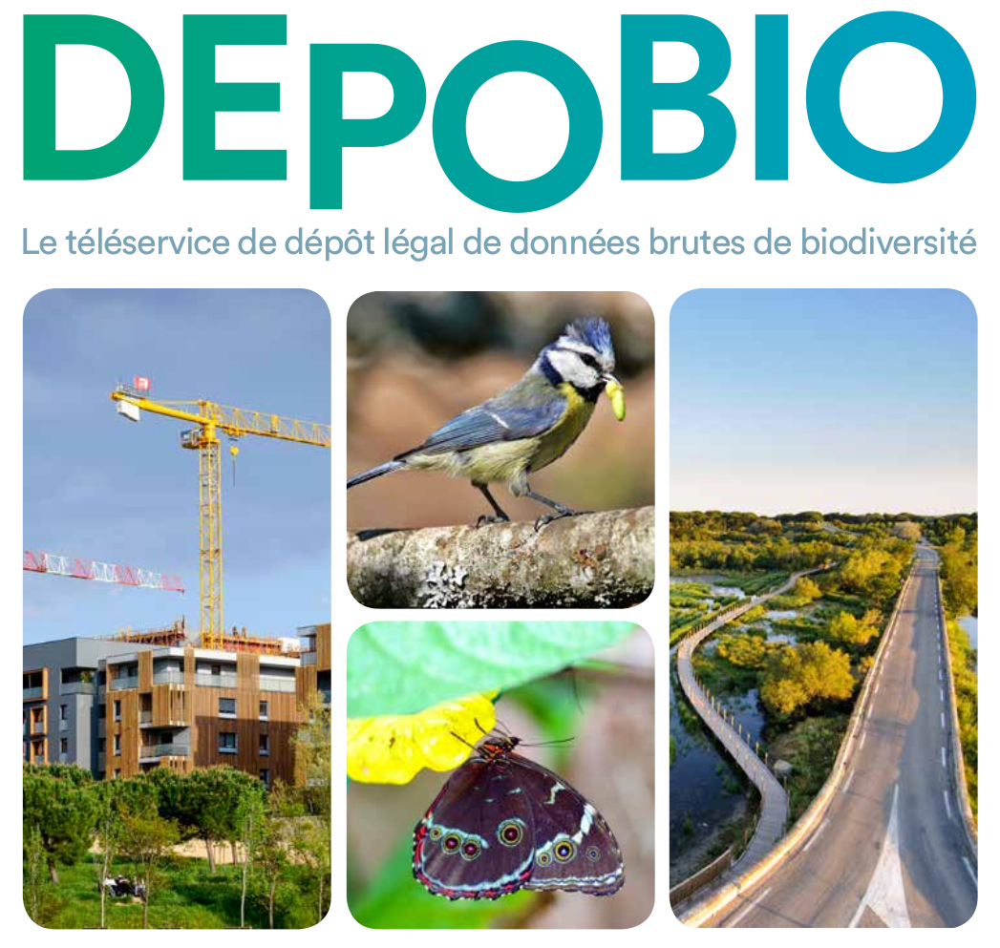 DEPOBIO
Le téléservice de dépôt légal de données brutes de biodiversité